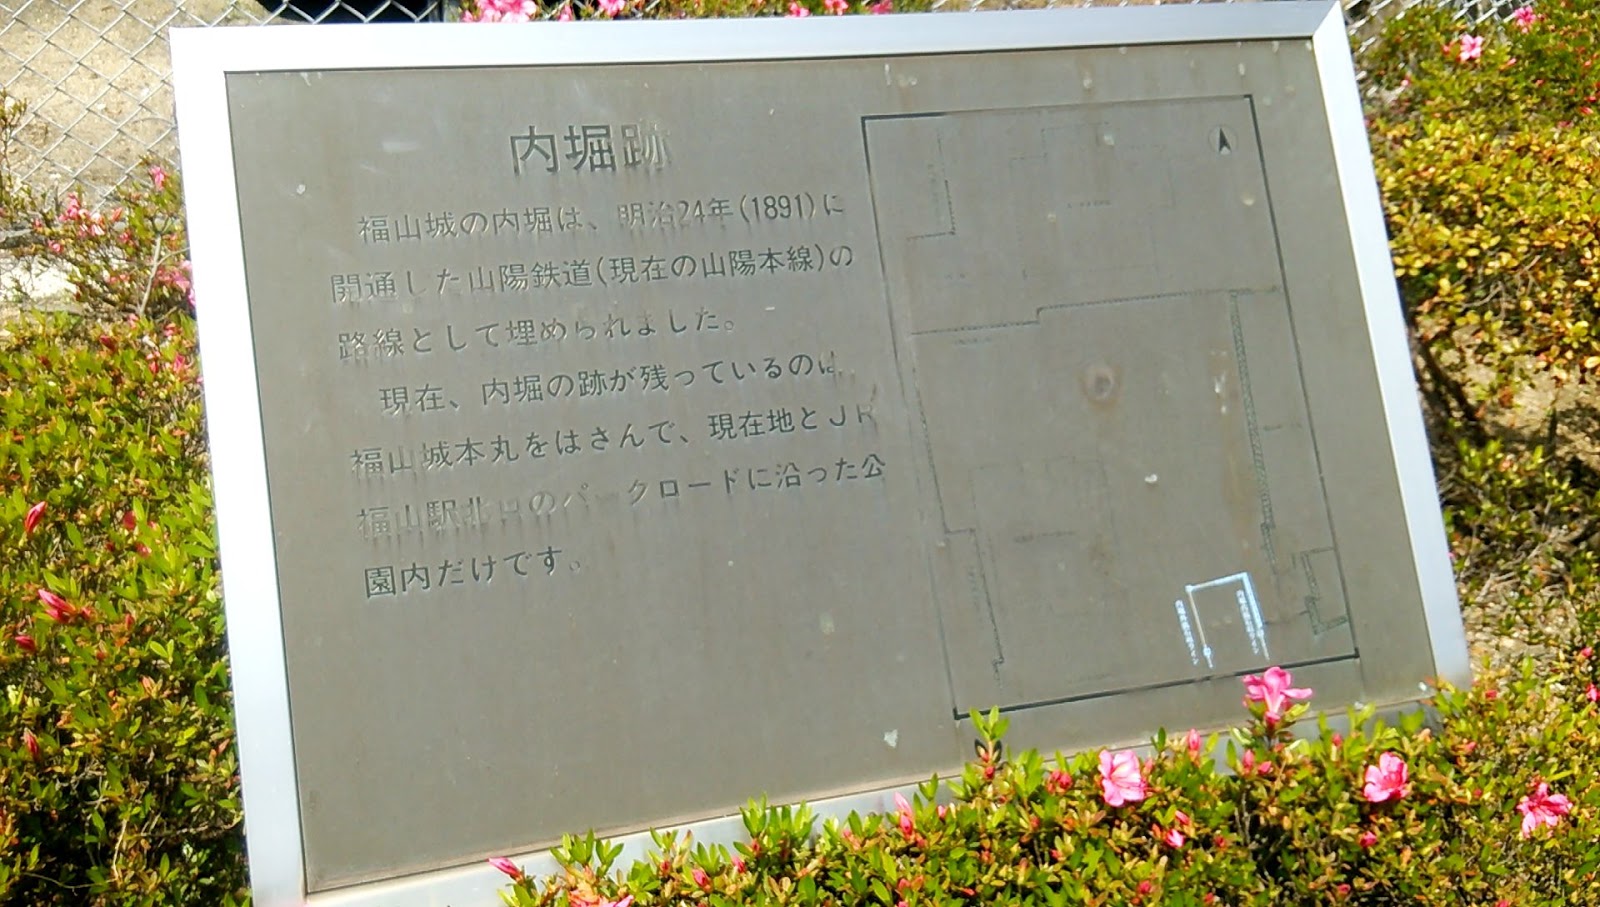 内堀跡
福山城の内堀は、明治24年(1891)に
開通した山陽鉄道(現在の山陽本線)の
路線として埋められました。
現在、内堀の跡が残っているのは、
福山城本丸をはさんで、現在地とJR
福山駅北口のパークロードに沿った公
園内だけです。